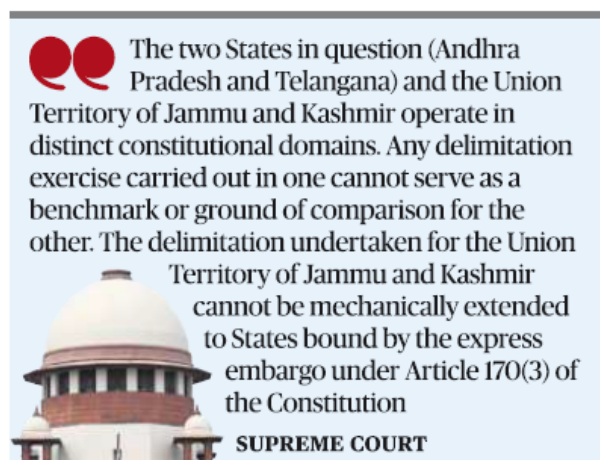 The two States in question (Andhra
Pradesh and Telangana) and the Union
Territory of Jammu and Kashmir operate in
distinct constitutional domains. Any delimitation
exercise carried out in one cannot serve as a
benchmark or ground of comparison for the
other. The delimitation undertaken for the Union
Territory of Jammu and Kashmir
cannot be mechanically extended
to States bound by the express
embargo under Article 170(3) of
the Constitution
SUPREME COURT